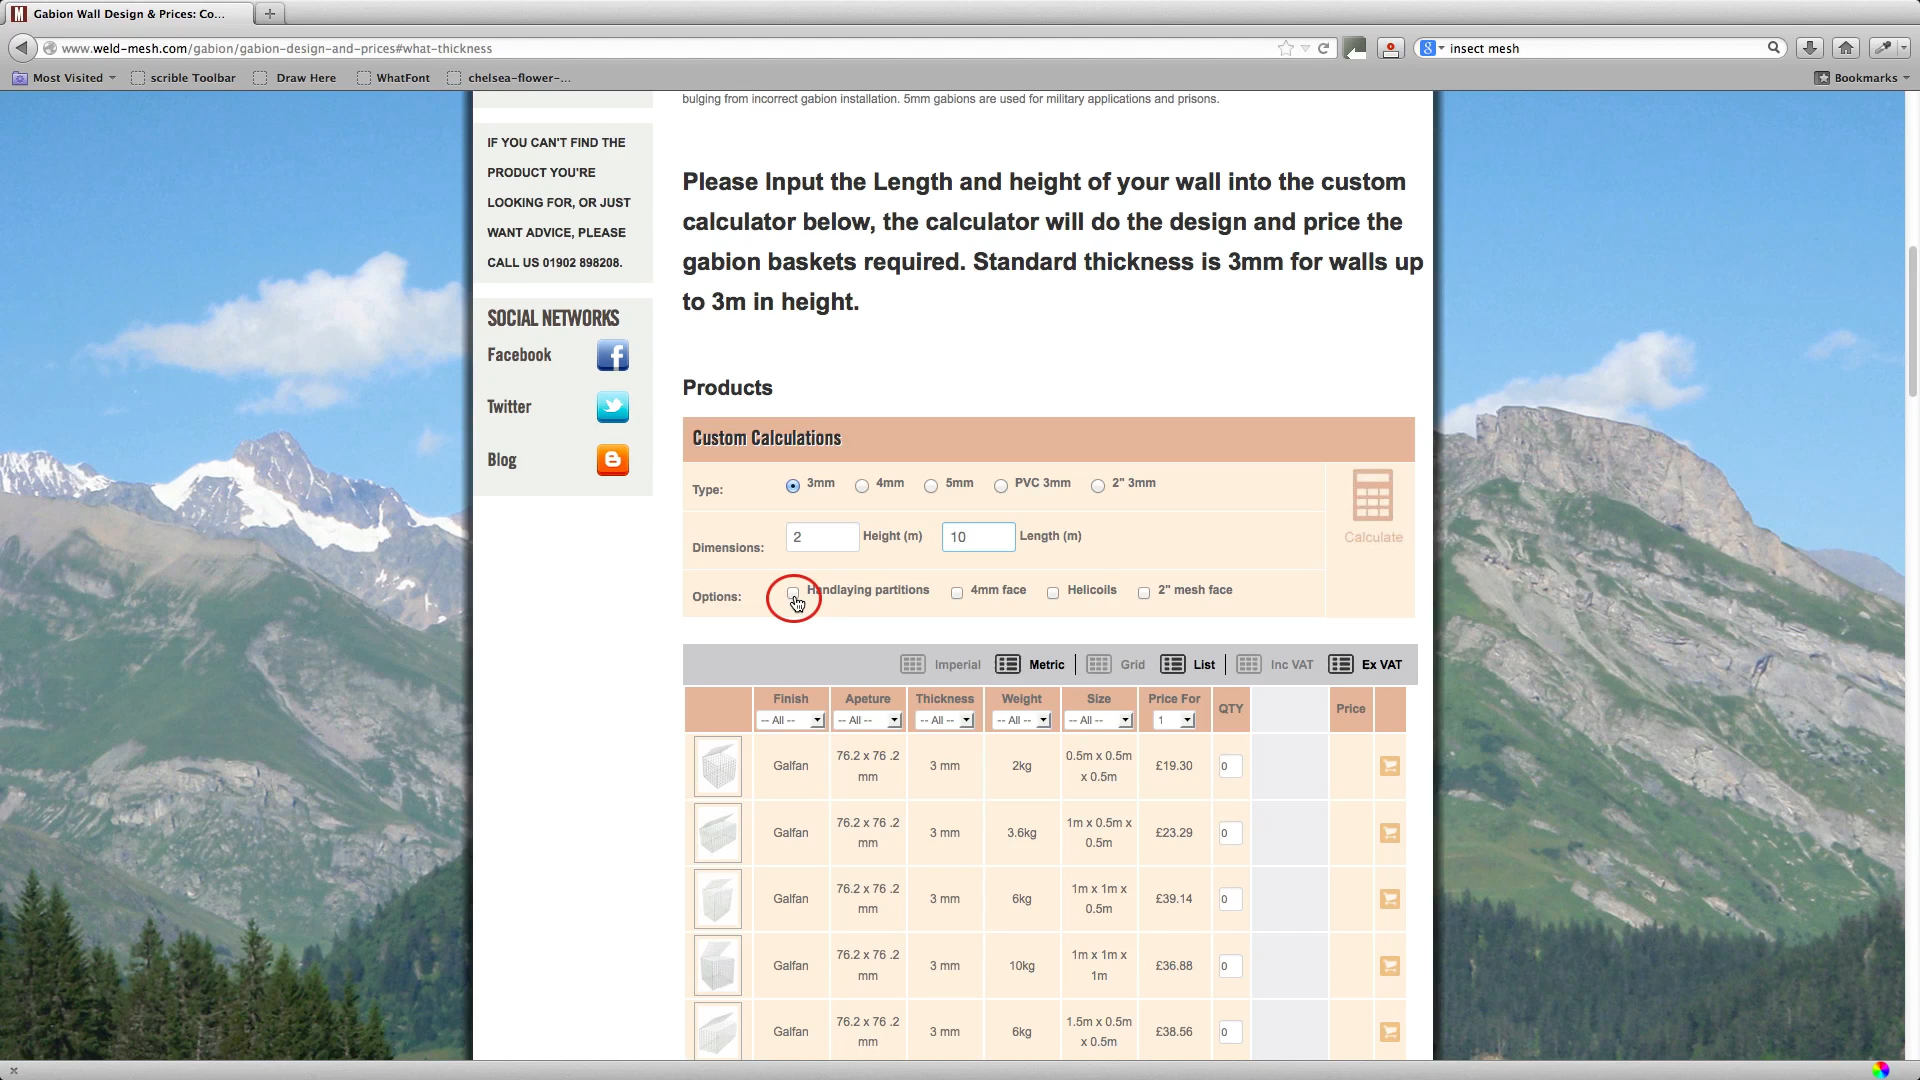 Gabion Wall Design & Prices: Co...
www.weld-mesh.com/gabion/gabion-design-and-prices#what-thickness
insect mesh
Most Visited
scrible Toolbar
Draw Here
WhatFont
chelsea-flower-...
Bookmarks
bulging from incorrect gabion installation. 5mm gabions are used for military applications and prisons.
IF YOU CAN'T FIND THE
PRODUCT YOU'RE
LOOKING FOR, OR JUST
WANT ADVICE, PLEASE
CALL US 01902 898208.
SOCIAL NETWORKS
Facebook
Twitter
Blog
Please Input the Length and height of your wall into the custom
calculator below, the calculator will do the design and price the
gabion baskets required. Standard thickness is 3mm for walls up
to 3m in height.
Products
Custom Calculations
Type: 3mm 4mm 5mm PVC 3mm 2" 3mm
Dimensions: 2 Height (m) 10 Length (m)
Calculate
Options: Handlaying partitions 4mm face Helicoils 2" mesh face
Imperial Metric Grid List Inc VAT Ex VAT
Finish Apeture Thickness Weight Size Price For QTY Price
-- All -- -- All -- -- All -- -- All -- -- All -- 1
Galfan 76.2 x 76 .2 mm 3 mm 2kg 0.5m x 0.5m x 0.5m £19.30 0
Galfan 76.2 x 76 .2 mm 3 mm 3.6kg 1m x 0.5m x 0.5m £23.29 0
Galfan 76.2 x 76 .2 mm 3 mm 6kg 1m x 1m x 0.5m £39.14 0
Galfan 76.2 x 76 .2 mm 3 mm 10kg 1m x 1m x 1m £36.88 0
Galfan 76.2 x 76 .2 mm 3 mm 6kg 1.5m x 0.5m x 0.5m £38.56 0